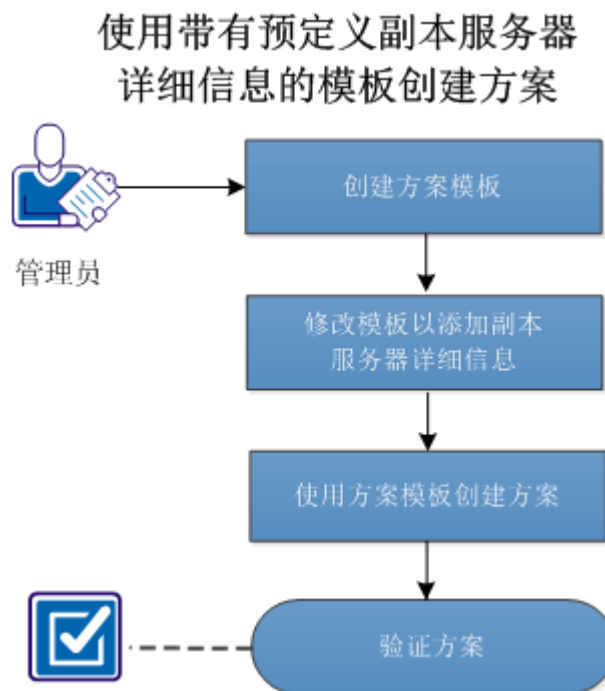 使用带有预定义副本服务器
详细信息的模板创建方案
创建方案模板
管理员
修改模板以添加副本
服务器详细信息
使用方案模板创建方案
验证方案